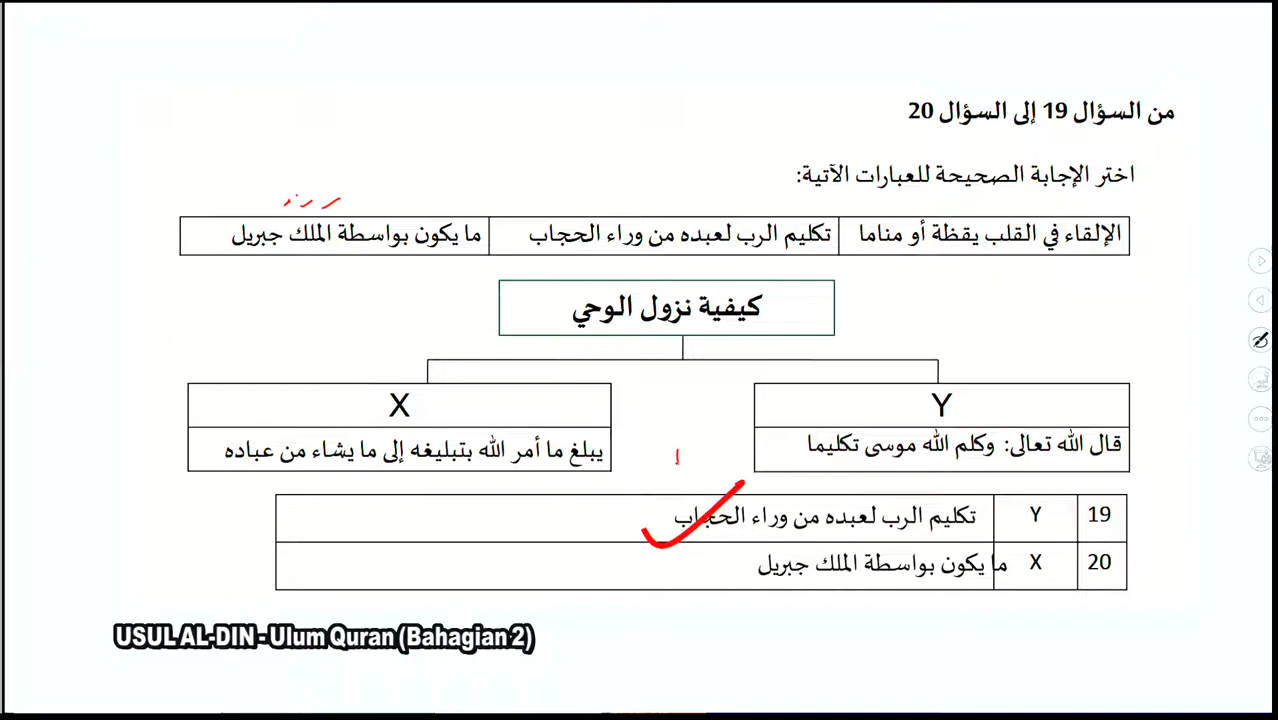 من السؤال 19 إلى السؤال 20
اختر الإجابة الصحيحة للعبارات الآتية:
الإلقاء في القلب يقظة أو مناما
تكليم الرب لعبده من وراء الحجاب
ما يكون بواسطة الملك جبريل
كيفية نزول الوحي
Y
قال الله تعالى: وكلم الله موسى تكليما
X
يبلغ ما أمر الله بتبليغه إلى ما يشاء من عباده
19 Y تكليم الرب لعبده من وراء الحجاب
20 X ما يكون بواسطة الملك جبريل
USUL AL-DIN - Ulum Quran (Bahagian 2)